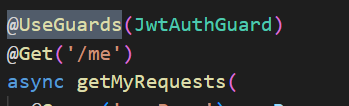 @UseGuards(JwtAuthGuard)
@Get('/me')
async getMyRequests(